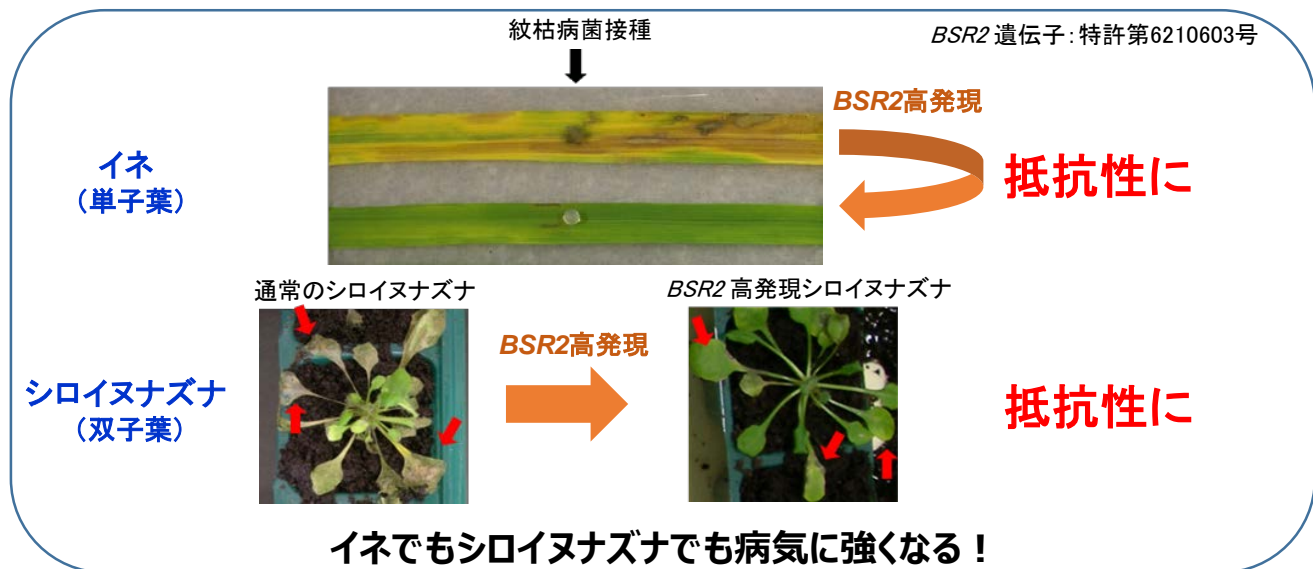 紋枯病菌接種
BSR2 遺伝子：特許第6210603号
BSR2高発現
イネ
（単子葉）
抵抗性に
通常のシロイヌナズナ
BSR2 高発現シロイヌナズナ
BSR2高発現
シロイヌナズナ
（双子葉）
抵抗性に
イネでもシロイヌナズナでも病気に強くなる！